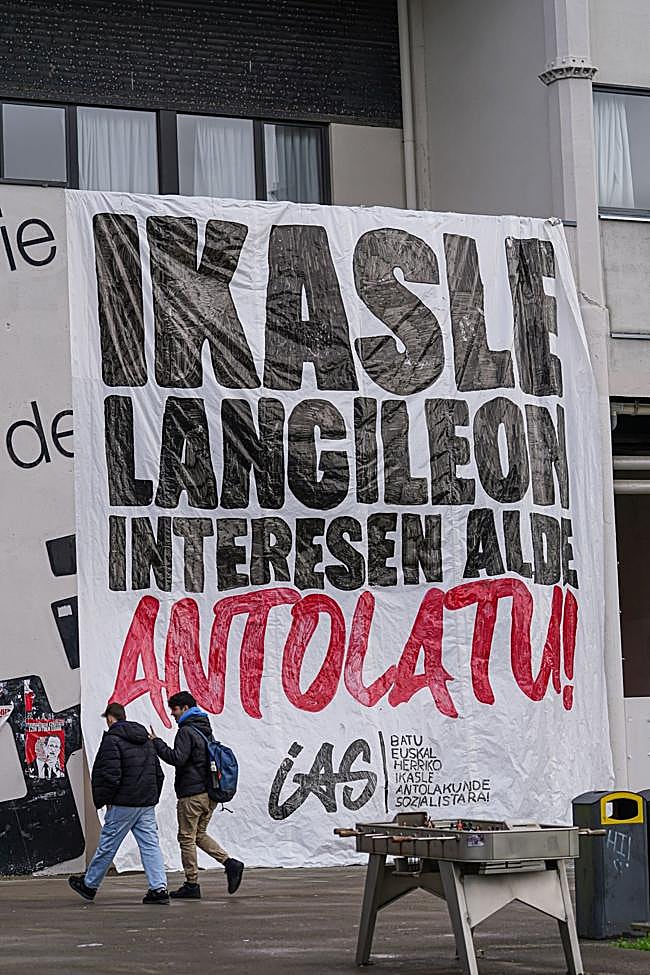 ie
de
IKASLE
LANGILEON
INTERESEN ALDE
ANTOLATU!
iAS
BATU
EUSKAL
HERRIKO
IKASLE
ANTOLAKUNDE
SOZIALISTARA!